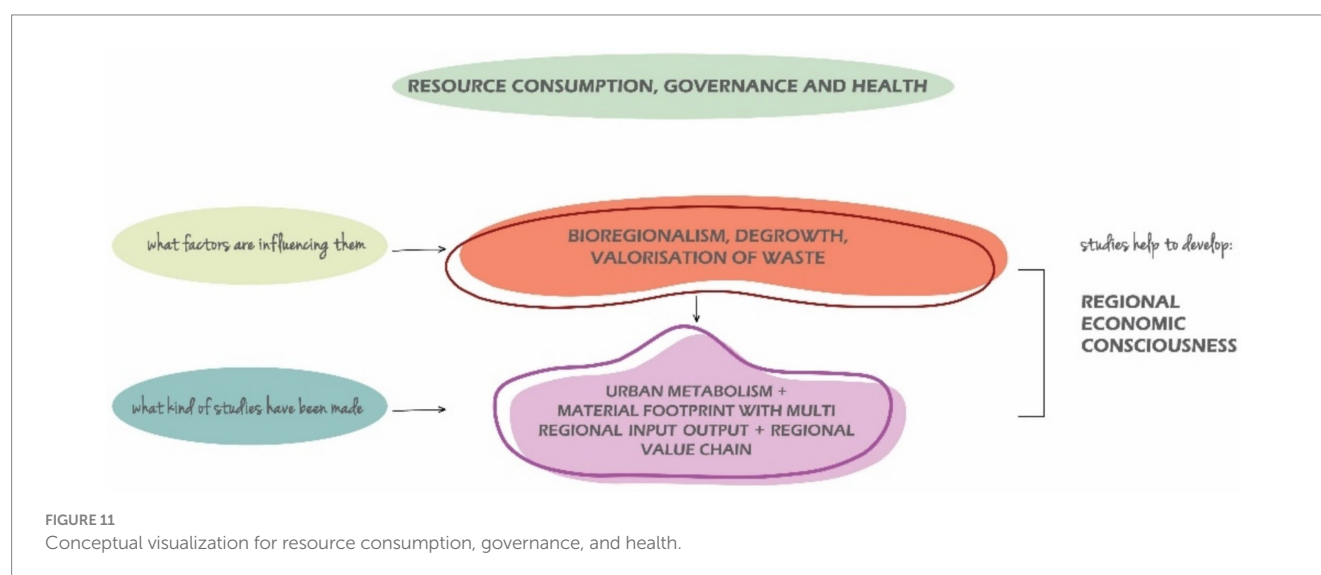 RESOURCE CONSUMPTION, GOVERNANCE AND HEALTH
what factors are influencing them
BIOREGIONALISM, DEGROWTH,
VALORISATION OF WASTE
studies help to develop:
REGIONAL
ECONOMIC
CONSCIOUSNESS
what kind of studies have been made
URBAN METABOLISM +
MATERIAL FOOTPRINT WITH MULTI
REGIONAL INPUT OUTPUT + REGIONAL
VALUE CHAIN
FIGURE 11
Conceptual visualization for resource consumption, governance, and health.